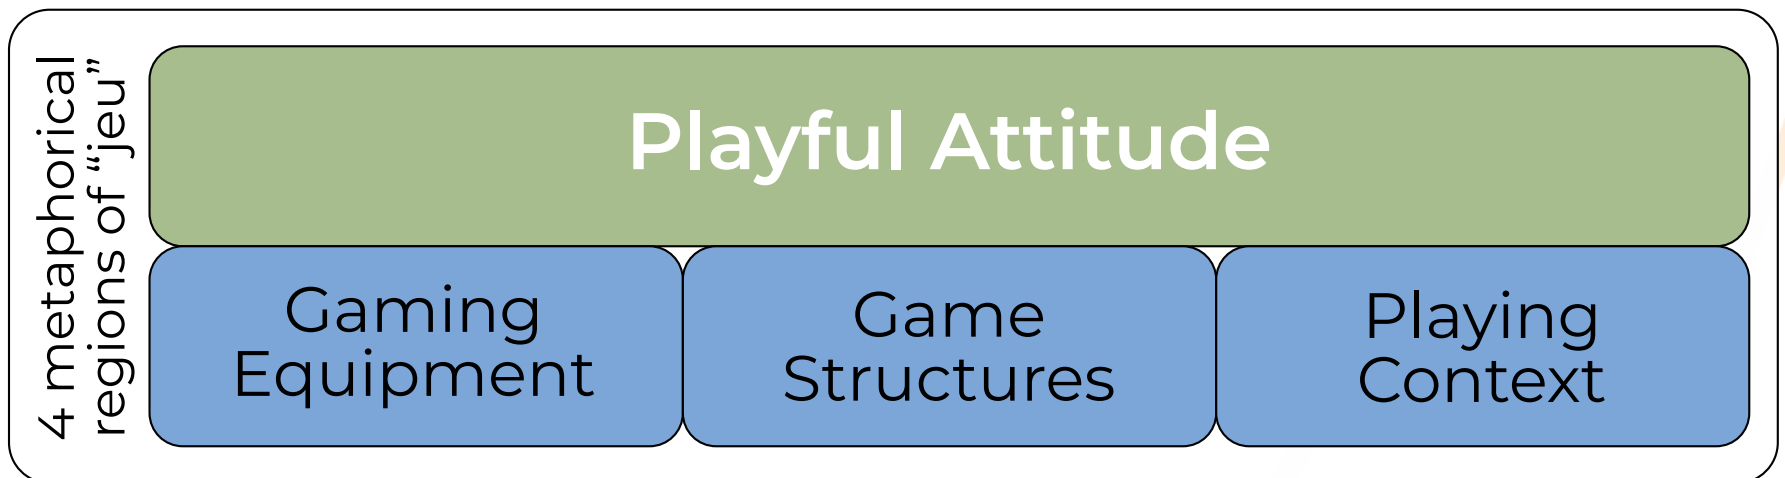 4 metaphorical
regions of “jeu”
Playful Attitude
Gaming
Equipment
Game
Structures
Playing
Context